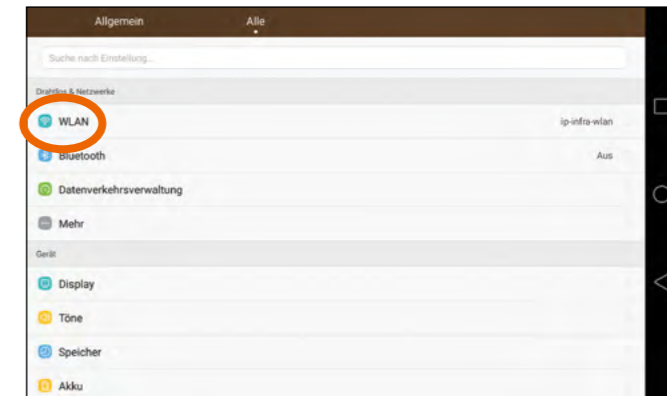 Allgemein Alle
Suche nach Einstellung...
Drahtlos & Netzwerke
WLAN ip-infra-wlan
Bluetooth Aus
Datenverkehrsverwaltung
Mehr
Gerät
Display
Töne
Speicher
Akku